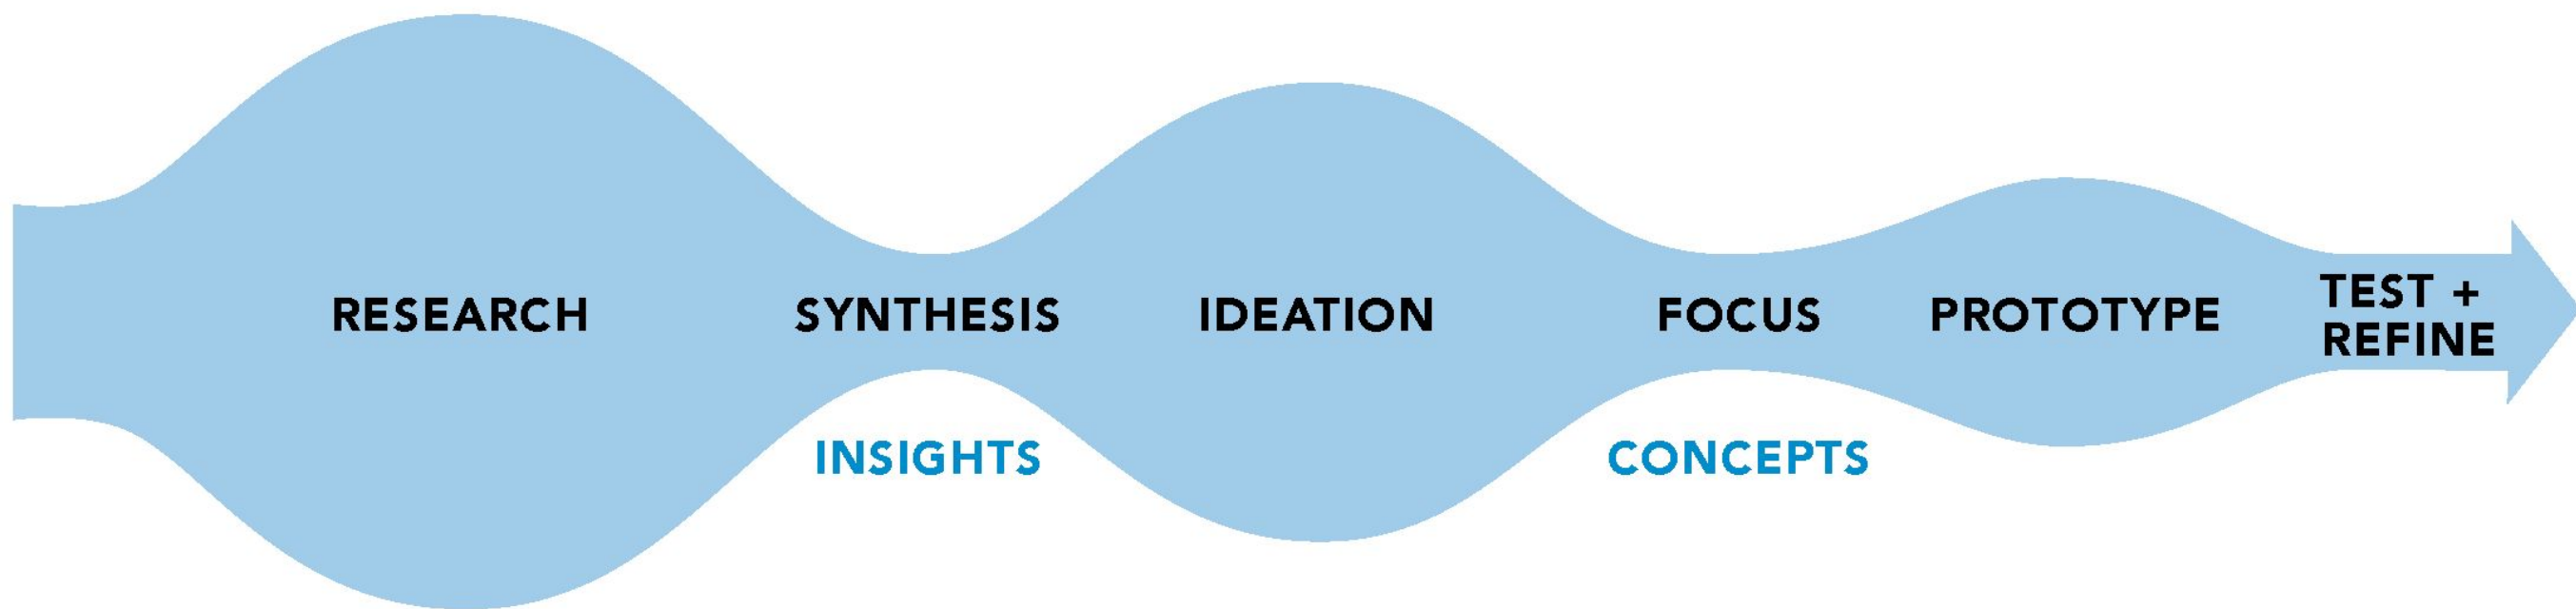 RESEARCH
SYNTHESIS
IDEATION
FOCUS
PROTOTYPE
TEST +
REFINE
INSIGHTS
CONCEPTS